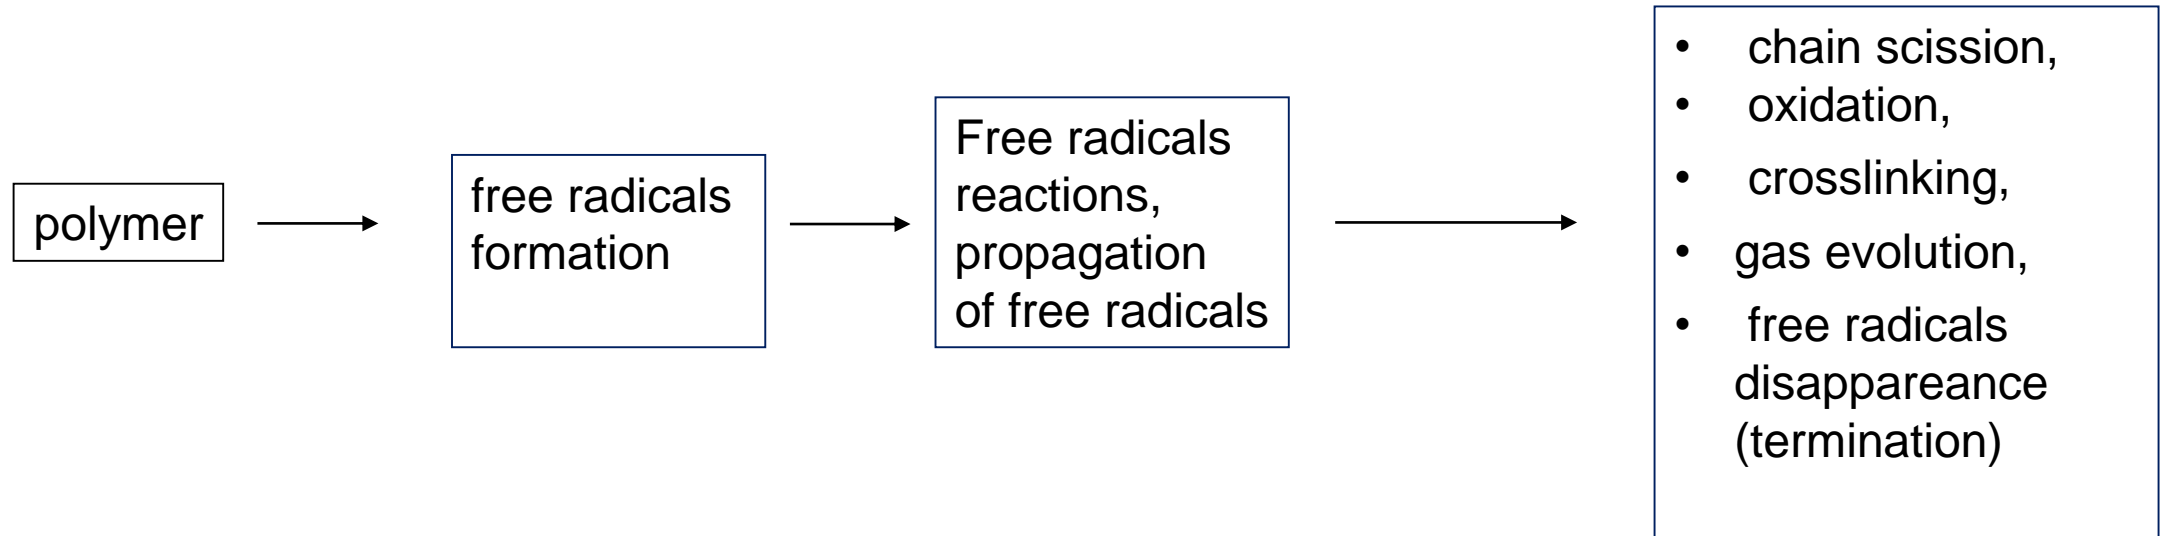 polymer
free radicals
formation
Free radicals
reactions,
propagation
of free radicals
• chain scission,
• oxidation,
• crosslinking,
• gas evolution,
• free radicals
disappareance
(termination)